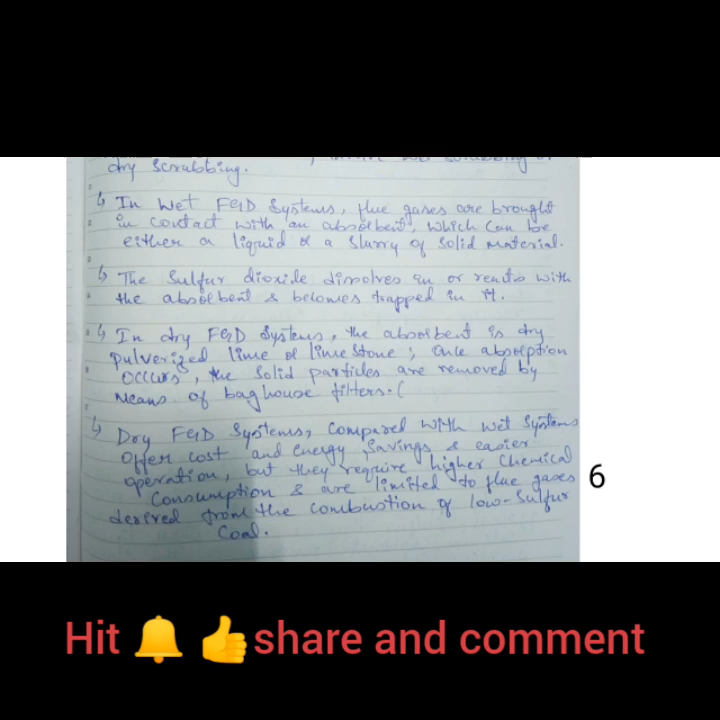 dry scrubbing.
↳ In wet FGD Systems, flue gases are brought
in contact with an absorbent, which can be
either a liquid or a slurry of solid material.
↳ The Sulfur dioxide dissolves in or reacts with
the absorbent & becomes trapped in it.
↳ In dry FGD Systems, the absorbent is dry
pulverized lime or limestone; once absorption
occurs, the solid particles are removed by
means of baghouse filters. (
↳ Dry FGD Systems, compared with wet systems
offer cost and energy savings & easier
operation, but they require higher chemical
consumption & are limited to flue gases
derived from the combustion of low-sulfur
coal.
6
Hit 🔔 👍 share and comment